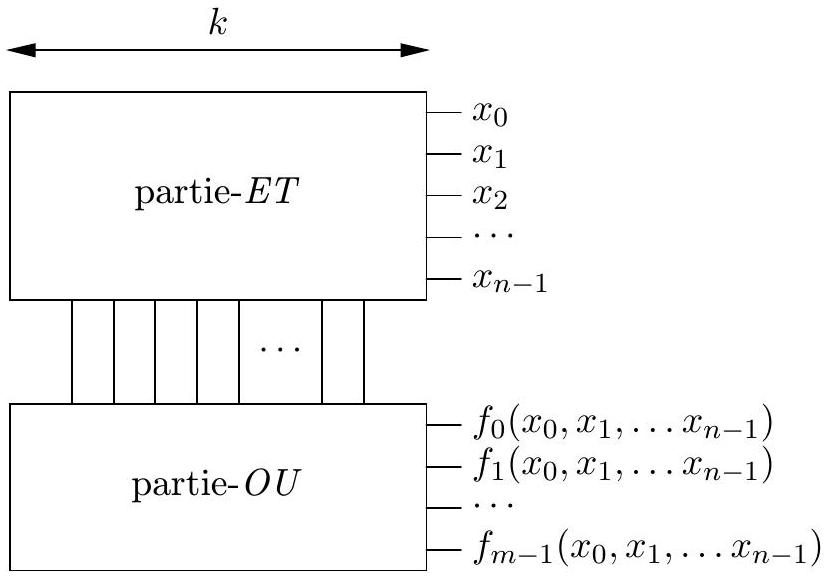 k
x_0
x_1
partie-ET
x_2
...
x_{n-1}
...
f_0(x_0, x_1, ... x_{n-1})
f_1(x_0, x_1, ... x_{n-1})
partie-OU
...
f_{m-1}(x_0, x_1, ... x_{n-1})